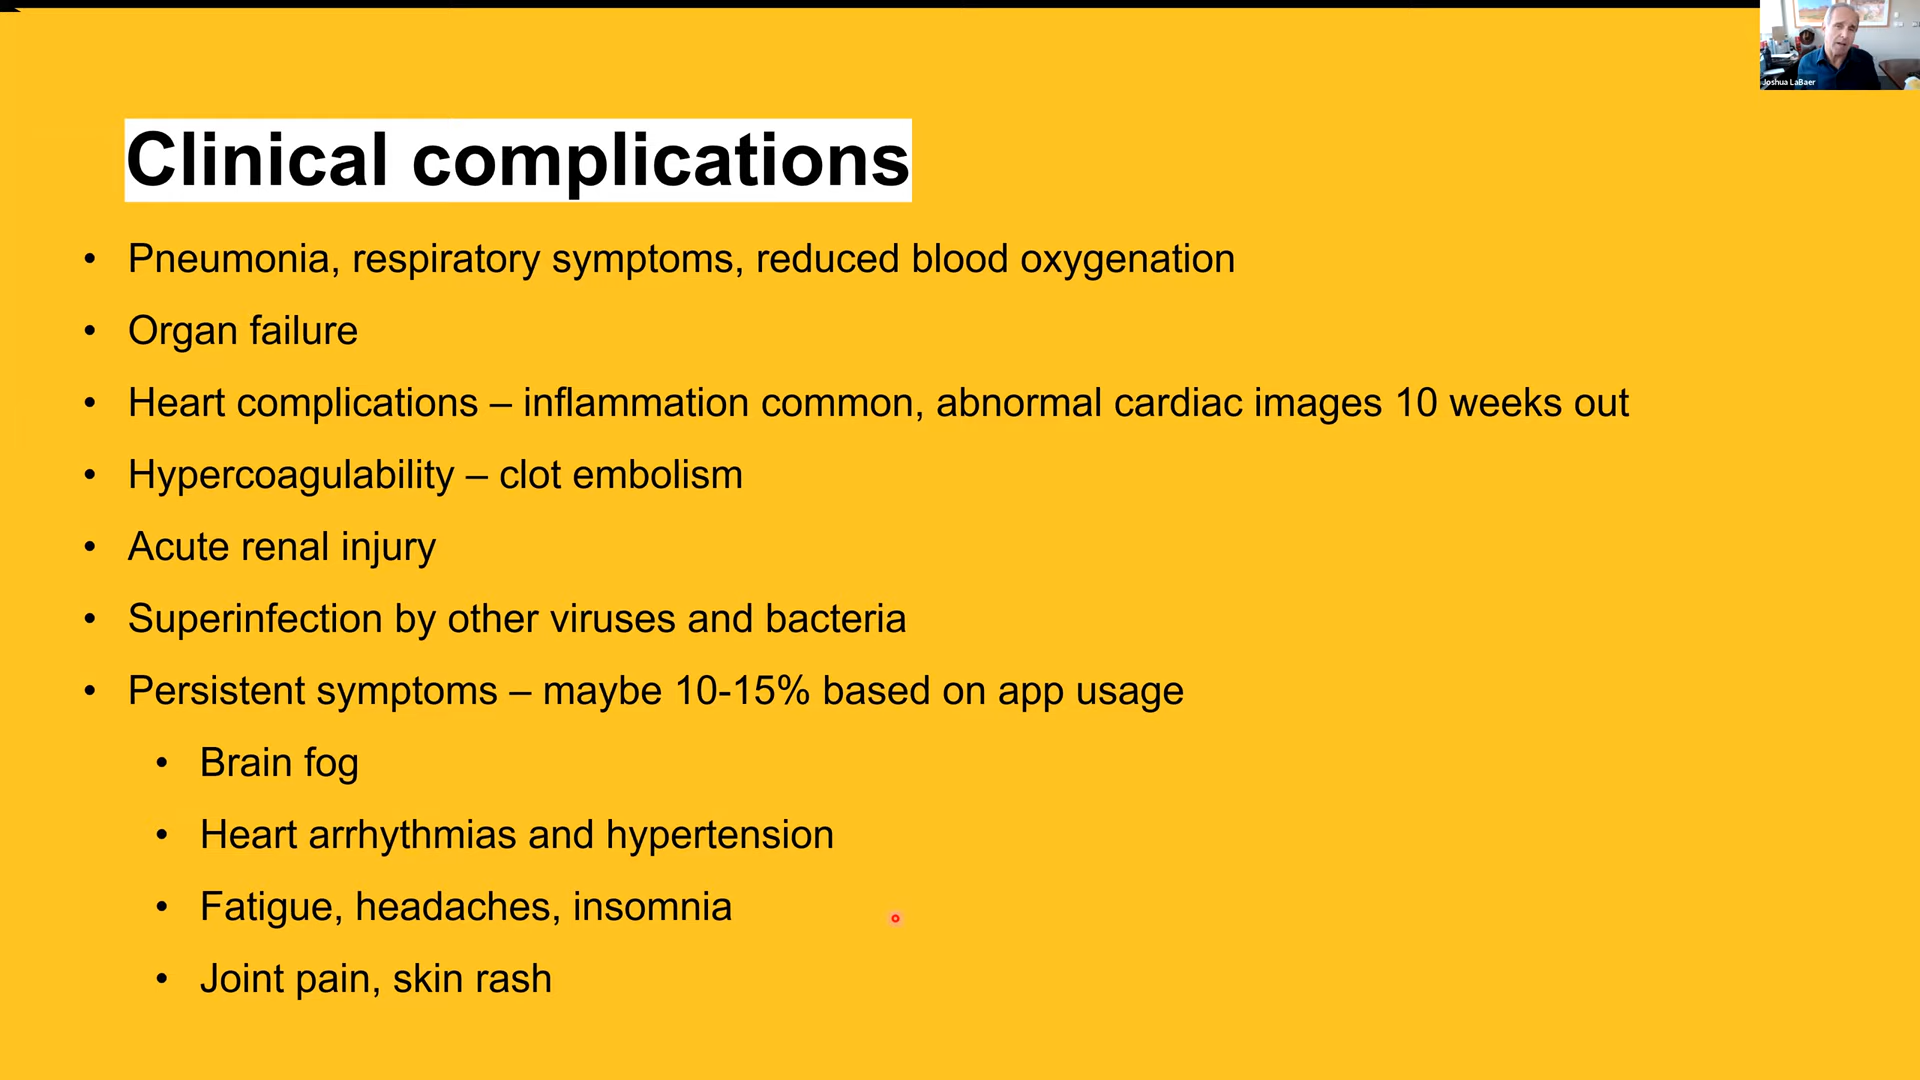 Joshua LaBaer
Clinical complications
• Pneumonia, respiratory symptoms, reduced blood oxygenation
• Organ failure
• Heart complications – inflammation common, abnormal cardiac images 10 weeks out
• Hypercoagulability – clot embolism
• Acute renal injury
• Superinfection by other viruses and bacteria
• Persistent symptoms – maybe 10-15% based on app usage
• Brain fog
• Heart arrhythmias and hypertension
• Fatigue, headaches, insomnia
• Joint pain, skin rash